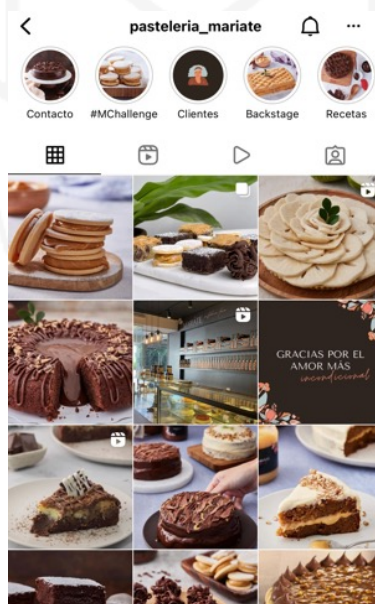 pasteleria_mariate
Contacto #MChallenge Clientes Backstage Recetas
GRACIAS POR EL
AMOR MÁS
incondicional